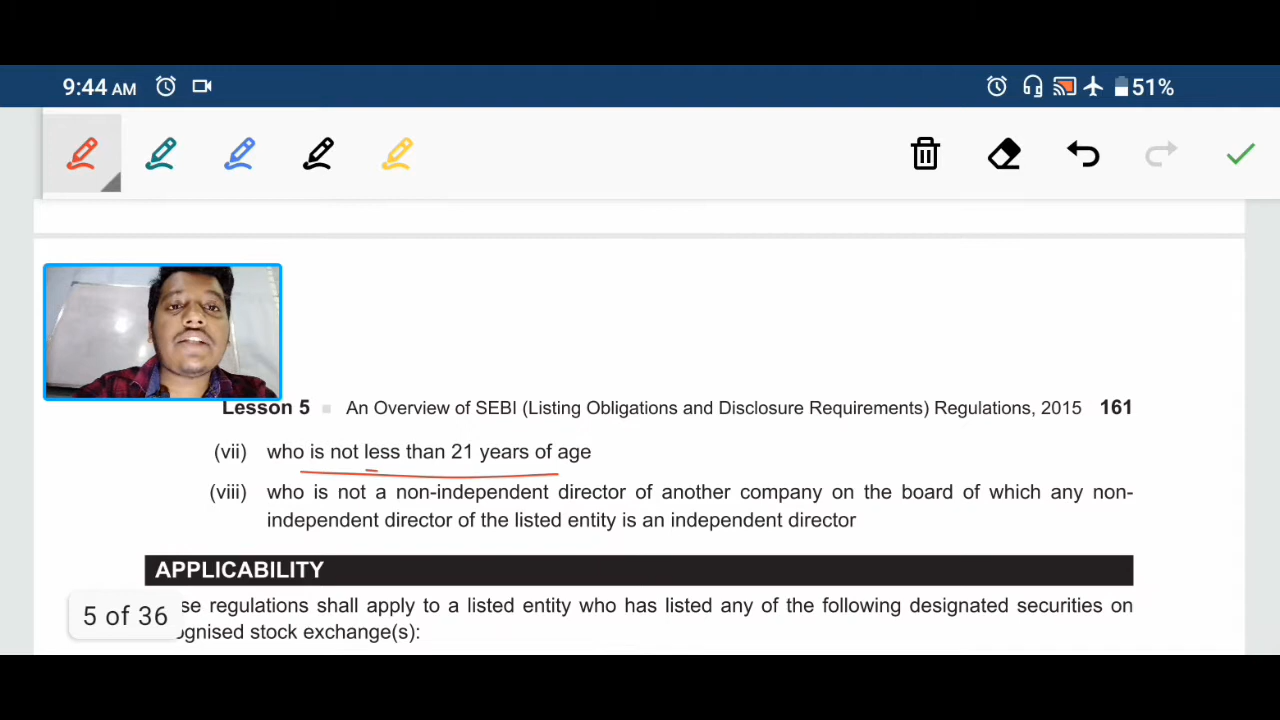 9:44 AM
51%
Lesson 5 ■ An Overview of SEBI (Listing Obligations and Disclosure Requirements) Regulations, 2015 161
(vii) who is not less than 21 years of age
(viii) who is not a non-independent director of another company on the board of which any non-
independent director of the listed entity is an independent director
APPLICABILITY
se regulations shall apply to a listed entity who has listed any of the following designated securities on
ognised stock exchange(s):
5 of 36